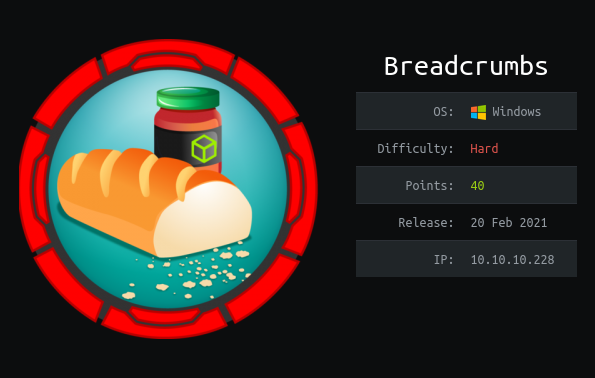 Breadcrumbs
OS: Windows
Difficulty: Hard
Points: 40
Release: 20 Feb 2021
IP: 10.10.10.228